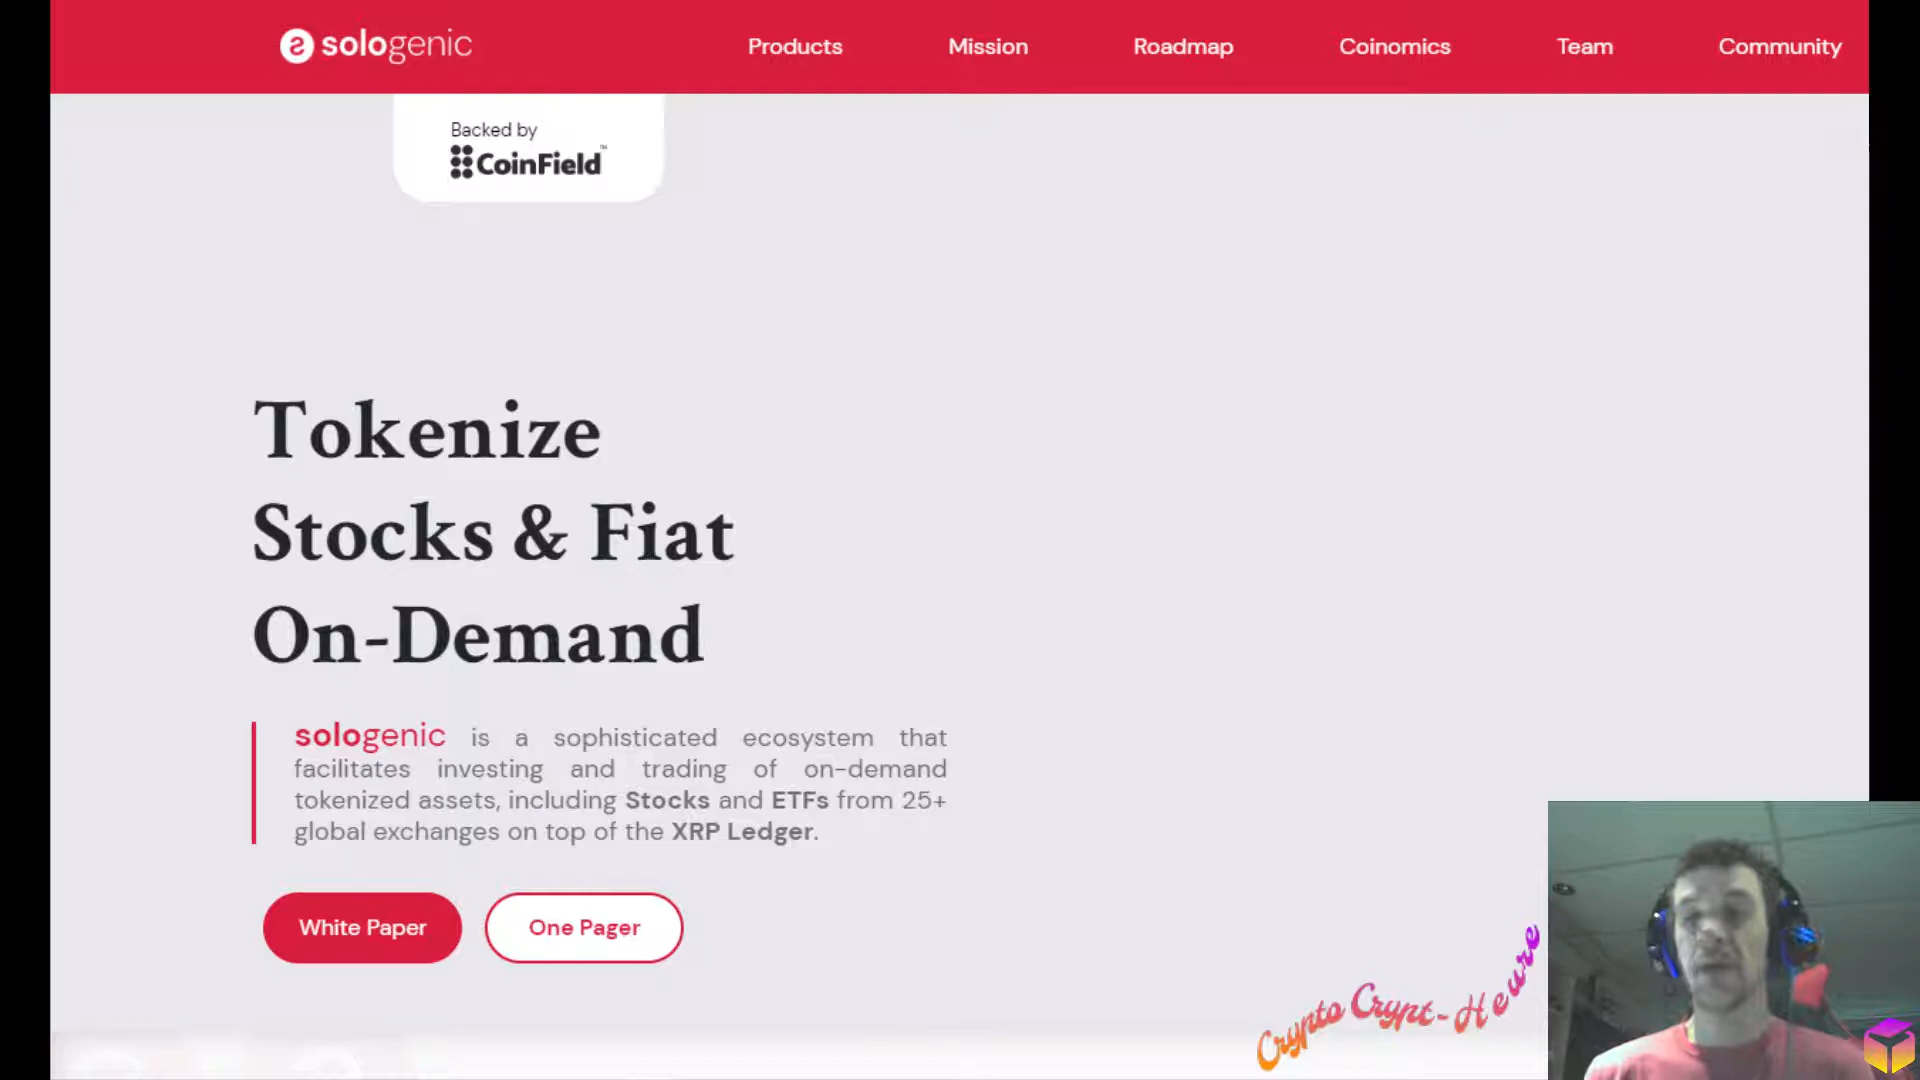 sologenic
Products
Mission
Roadmap
Coinomics
Team
Community
Backed by
CoinField™
Tokenize
Stocks & Fiat
On-Demand
sologenic is a sophisticated ecosystem that
facilitates investing and trading of on-demand
tokenized assets, including Stocks and ETFs from 25+
global exchanges on top of the XRP Ledger.
White Paper
One Pager
Crypto Crypt-Heure